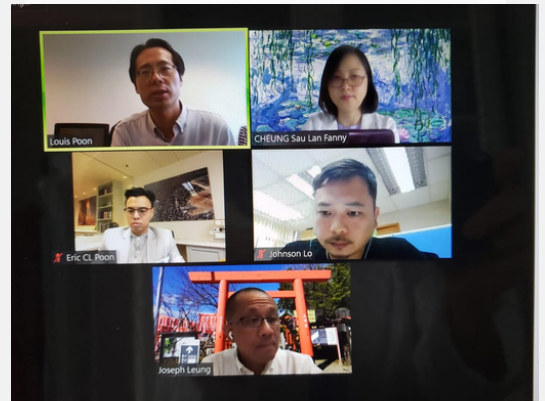 Louis Poon
CHEUNG Sau Lan Fanny
Eric CL Poon
Johnson Lo
Joseph Leung